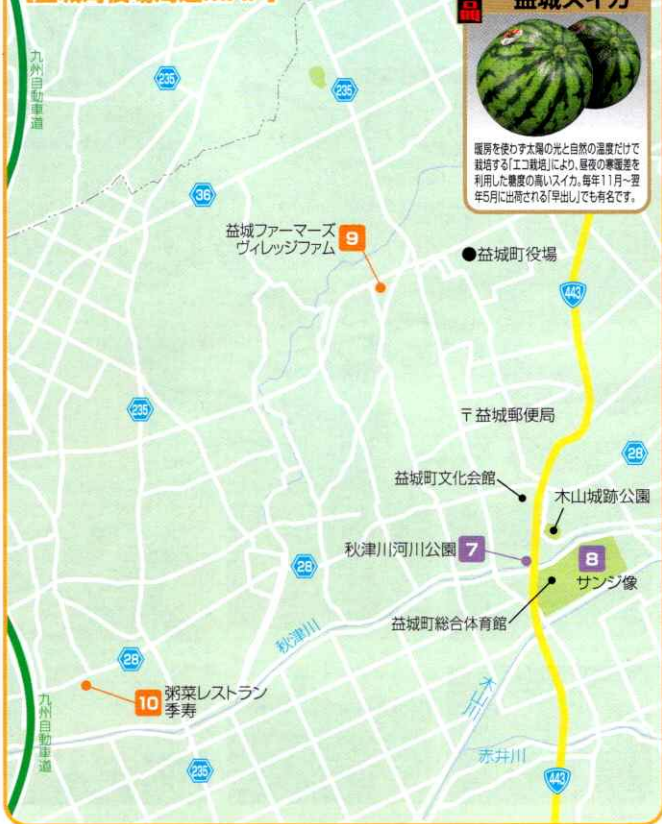 益城スイカ
暖房を使わず太陽の光と自然の温度だけで
栽培する「エコ栽培」により、昼夜の寒暖差を
利用した糖度の高いスイカ。毎年11月～翌
年5月に出荷される「早出し」でも有名です。
九州自動車道
235
235
36
益城ファーマーズ
ヴィレッジファム
9
●益城町役場
443
235
〒益城郵便局
28
益城町文化会館
木山城跡公園
秋津川河川公園
7
8
サンジ像
28
益城町総合体育館
秋津川
28
10
粥菜レストラン
季寿
木山川
九州自動車道
赤井川
235
443